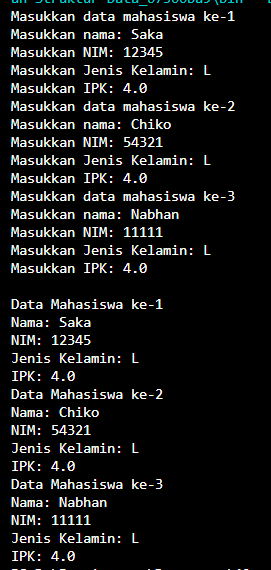 Masukkan data mahasiswa ke-1
Masukkan nama: Saka
Masukkan NIM: 12345
Masukkan Jenis Kelamin: L
Masukkan IPK: 4.0
Masukkan data mahasiswa ke-2
Masukkan nama: Chiko
Masukkan NIM: 54321
Masukkan Jenis Kelamin: L
Masukkan IPK: 4.0
Masukkan data mahasiswa ke-3
Masukkan nama: Nabhan
Masukkan NIM: 11111
Masukkan Jenis Kelamin: L
Masukkan IPK: 4.0
Data Mahasiswa ke-1
Nama: Saka
NIM: 12345
Jenis Kelamin: L
IPK: 4.0
Data Mahasiswa ke-2
Nama: Chiko
NIM: 54321
Jenis Kelamin: L
IPK: 4.0
Data Mahasiswa ke-3
Nama: Nabhan
NIM: 11111
Jenis Kelamin: L
IPK: 4.0